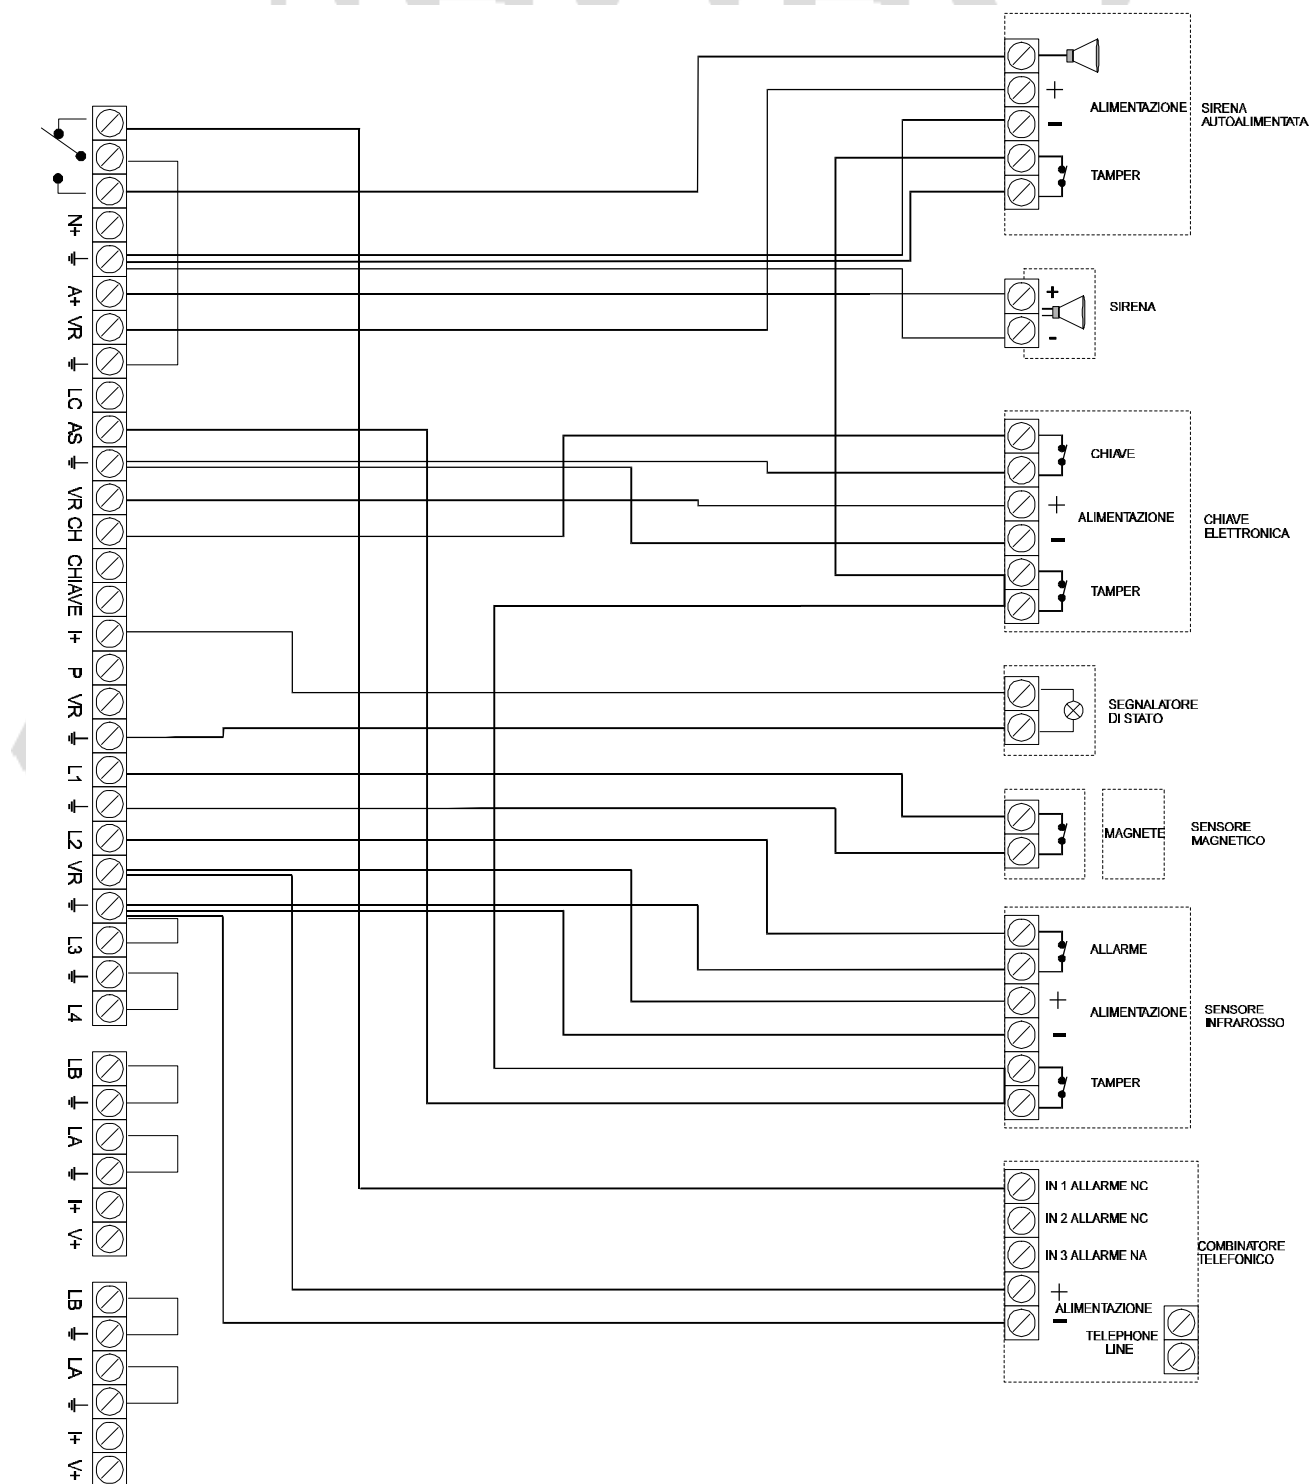 ALIMENTAZIONE
SIRENA
AUTOALIMENTATA
TAMPER
+
-
N+
A+
VR
LC
AS
VR
CH
CHIAVE
I+
P
VR
L1
L2
VR
L3
L4
LB
LA
I+
V+
LB
LA
I+
V+
+
-
SIRENA
CHIAVE
+
ALIMENTAZIONE
-
CHIAVE
ELETTRONICA
TAMPER
SEGNALATORE
DI STATO
MAGNETE
SENSORE
MAGNETICO
ALLARME
+
ALIMENTAZIONE
-
SENSORE
INFRAROSSO
TAMPER
IN 1 ALLARME NC
IN 2 ALLARME NC
IN 3 ALLARME NA
COMBINATORE
TELEFONICO
+
ALIMENTAZIONE
-
TELEPHONE
LINE